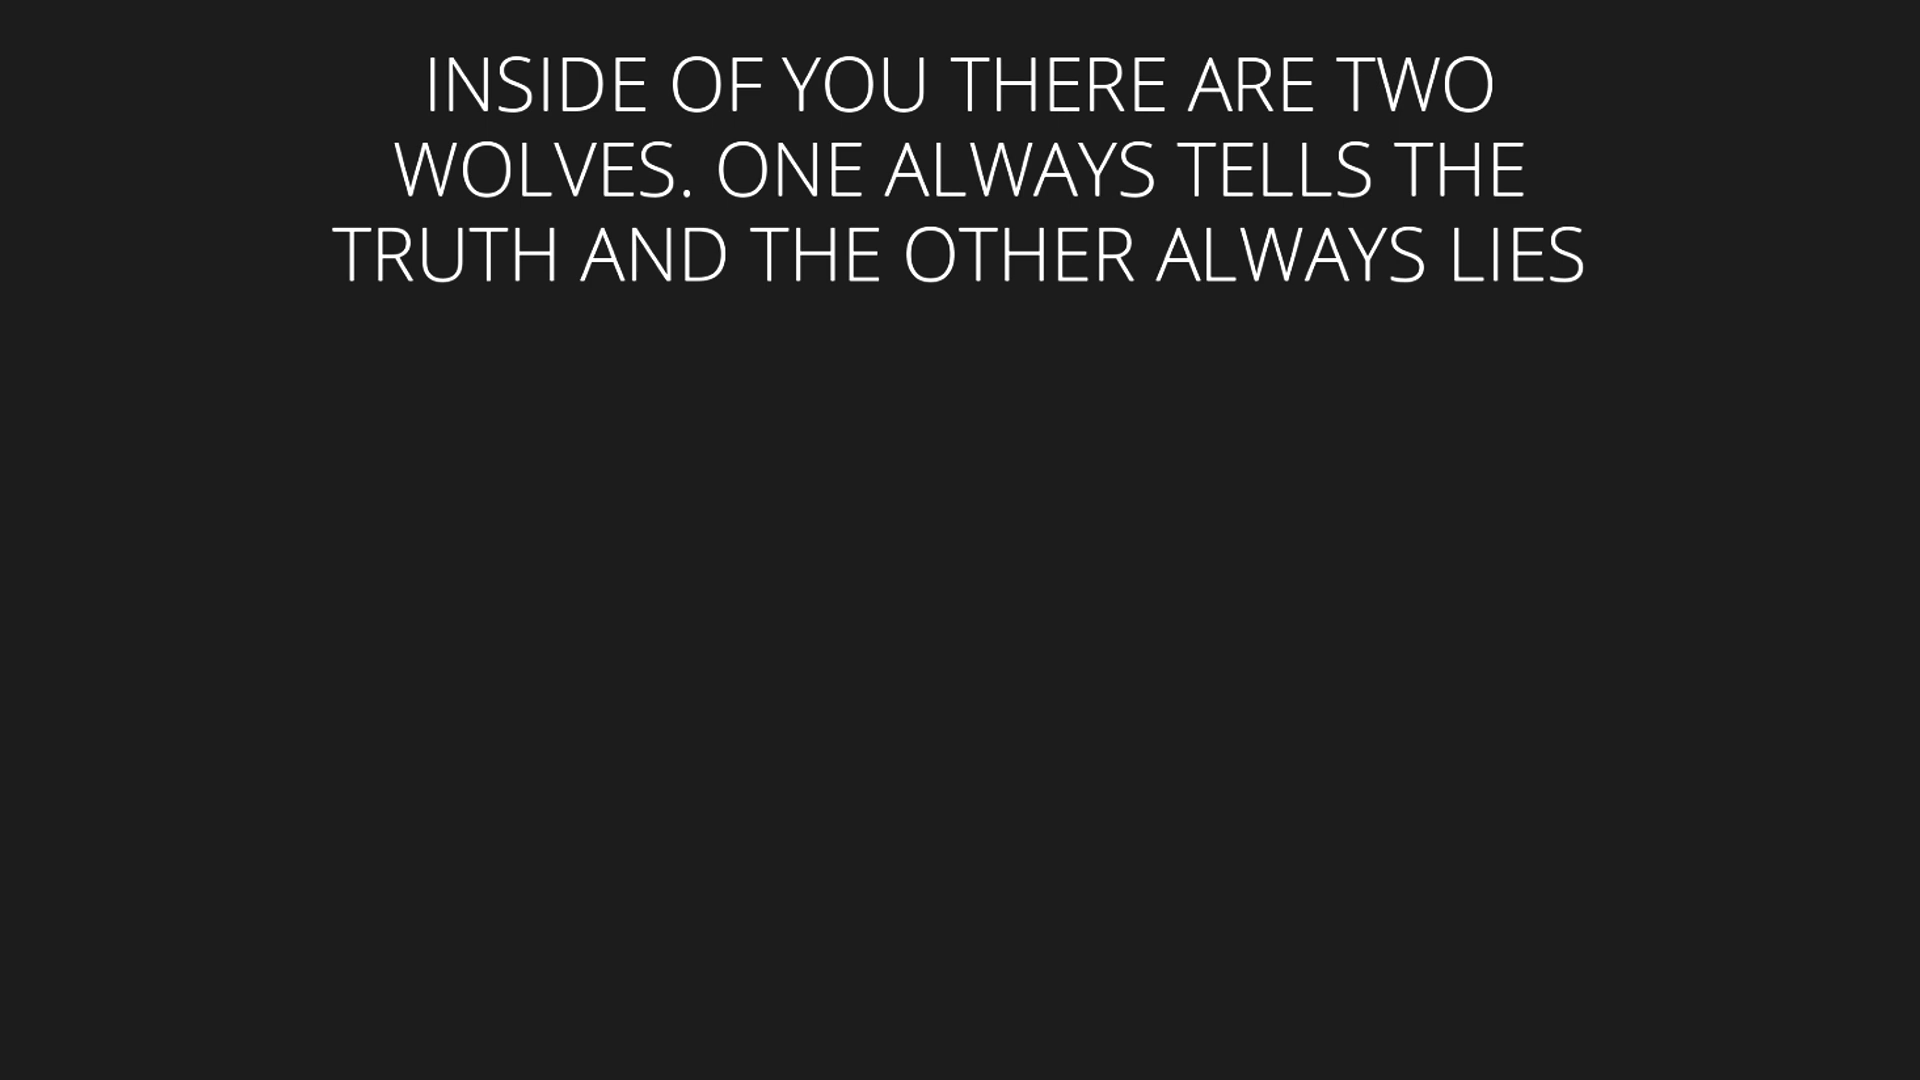 INSIDE OF YOU THERE ARE TWO
WOLVES. ONE ALWAYS TELLS THE
TRUTH AND THE OTHER ALWAYS LIES